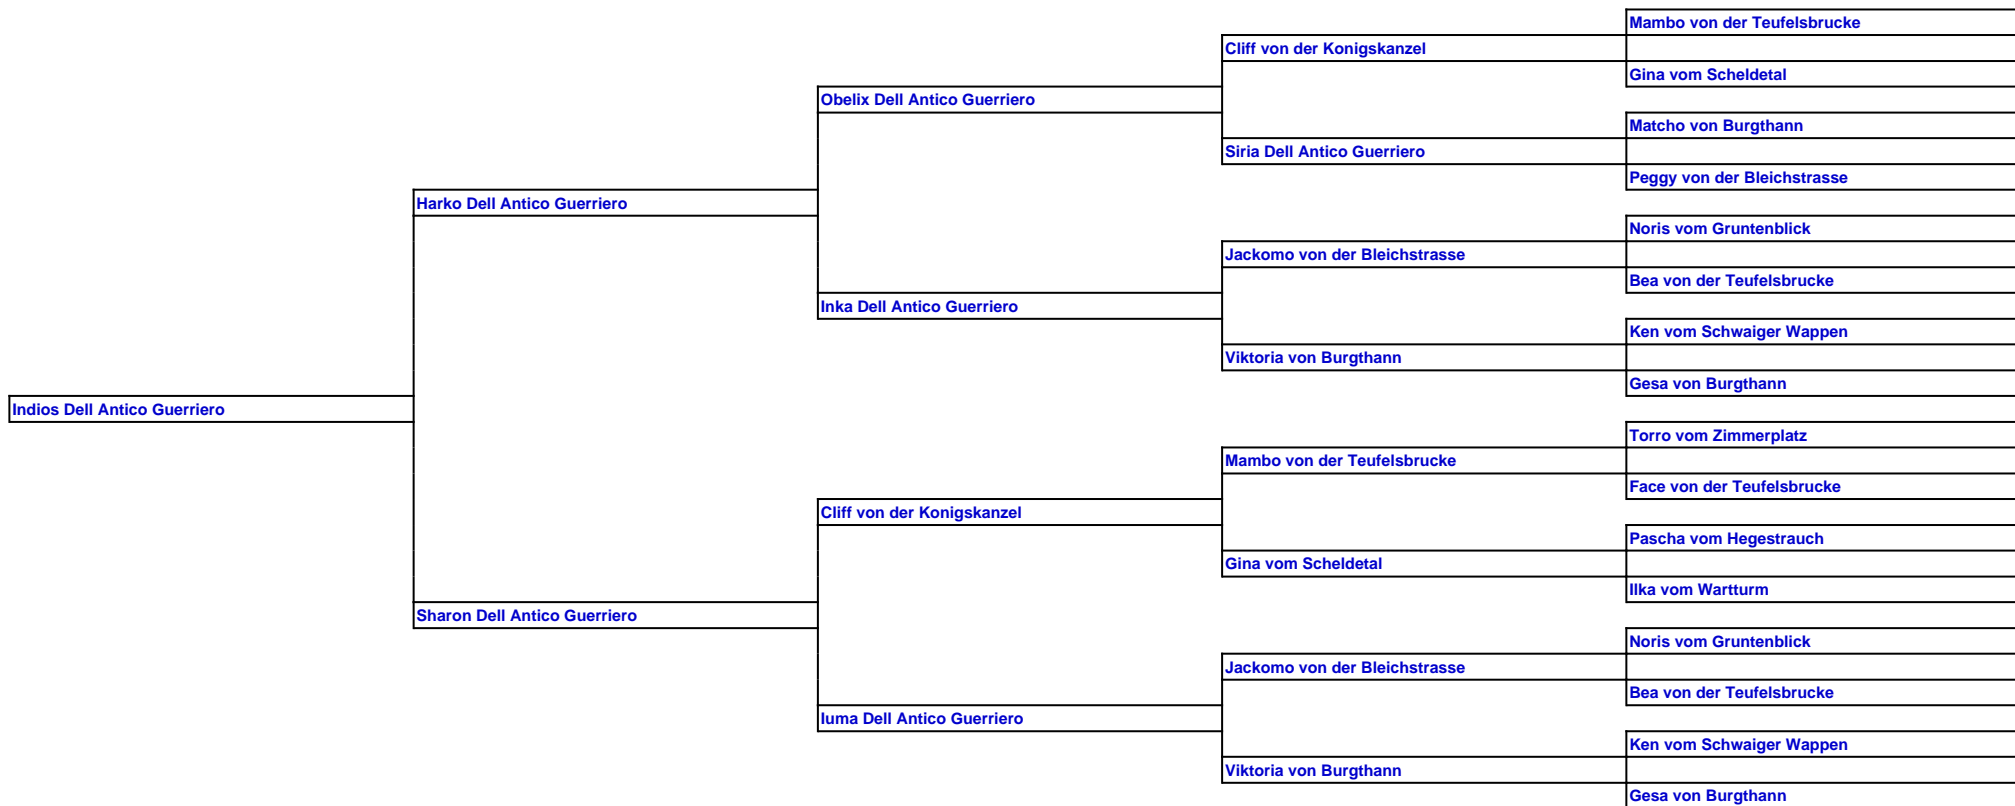 Mambo von der Teufelsbrucke
Cliff von der Konigskanzel
Gina vom Scheldetal
Obelix Dell Antico Guerriero
Matcho von Burgthann
Siria Dell Antico Guerriero
Peggy von der Bleichstrasse
Harko Dell Antico Guerriero
Noris vom Gruntenblick
Jackomo von der Bleichstrasse
Bea von der Teufelsbrucke
Inka Dell Antico Guerriero
Ken vom Schwaiger Wappen
Viktoria von Burgthann
Gesa von Burgthann
Indios Dell Antico Guerriero
Torro vom Zimmerplatz
Mambo von der Teufelsbrucke
Face von der Teufelsbrucke
Cliff von der Konigskanzel
Pascha vom Hegestrauch
Gina vom Scheldetal
Ilka vom Wartturm
Sharon Dell Antico Guerriero
Noris vom Gruntenblick
Jackomo von der Bleichstrasse
Bea von der Teufelsbrucke
Iuma Dell Antico Guerriero
Ken vom Schwaiger Wappen
Viktoria von Burgthann
Gesa von Burgthann